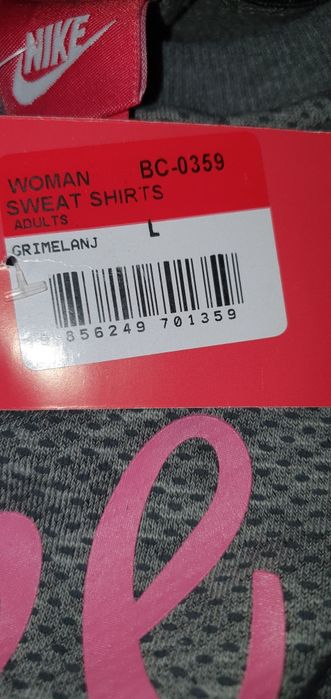 NIKE
WOMAN BC-0359
SWEAT SHIRTS
ADULTS
L
GRIMELANJ
856249 701359